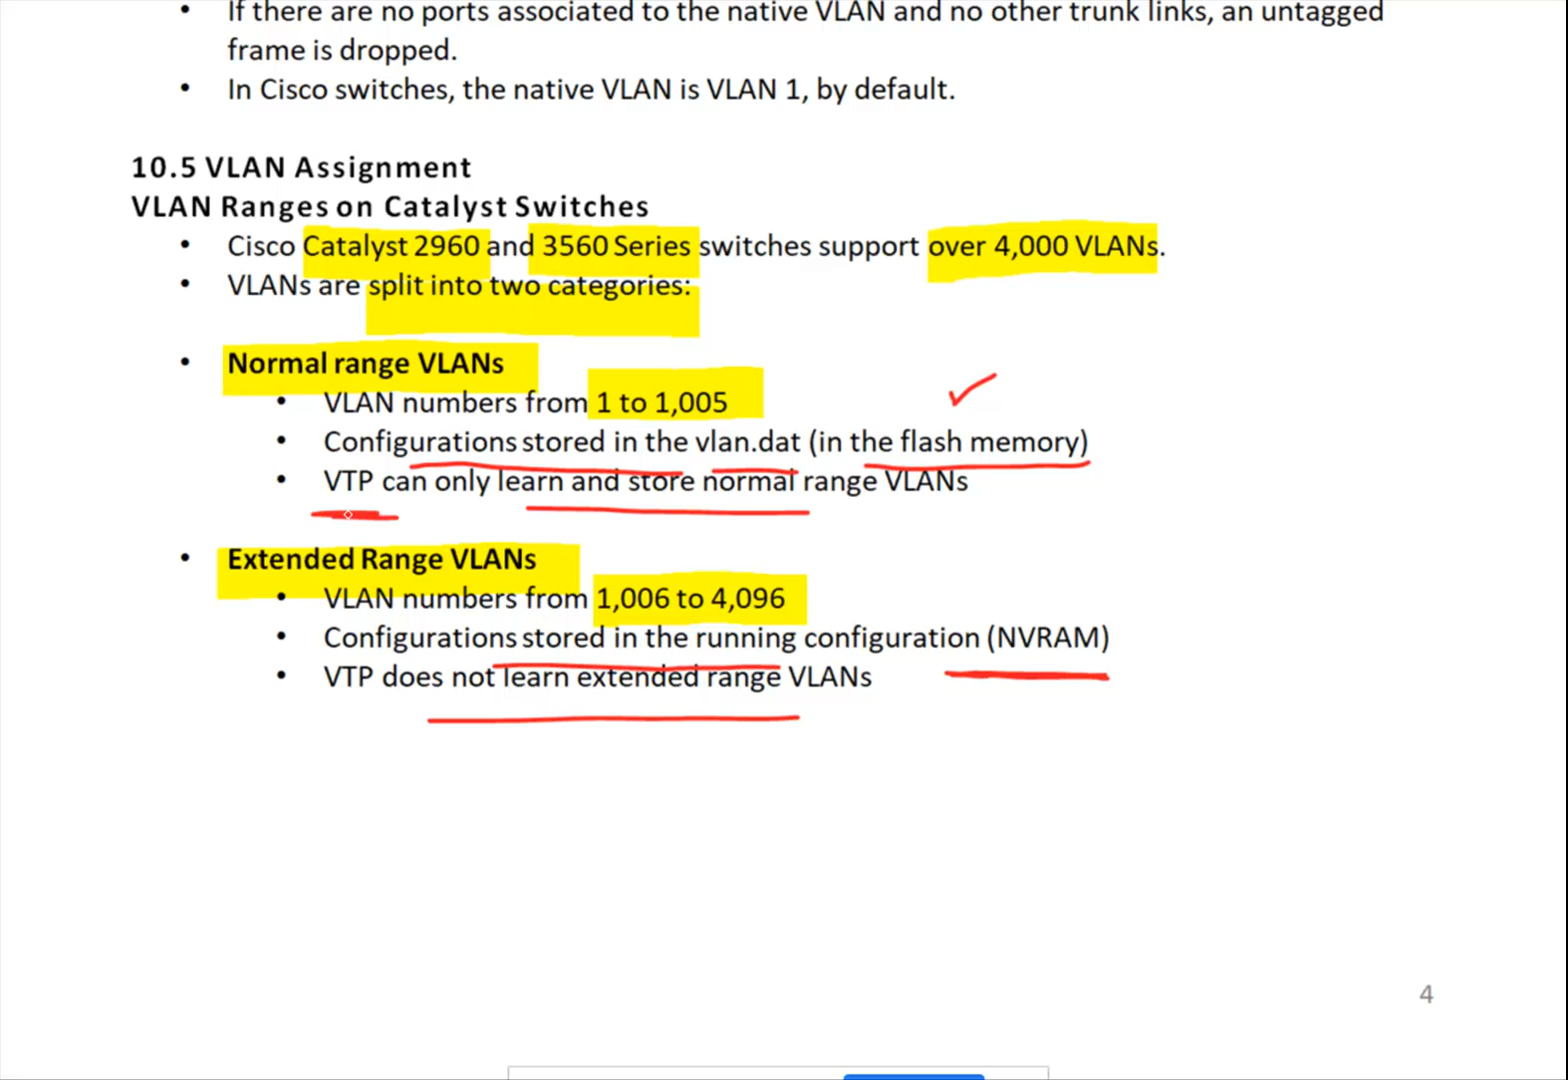 • If there are no ports associated to the native VLAN and no other trunk links, an untagged
frame is dropped.
• In Cisco switches, the native VLAN is VLAN 1, by default.
10.5 VLAN Assignment
VLAN Ranges on Catalyst Switches
• Cisco Catalyst 2960 and 3560 Series switches support over 4,000 VLANs.
• VLANs are split into two categories:
• Normal range VLANs
• VLAN numbers from 1 to 1,005
• Configurations stored in the vlan.dat (in the flash memory)
• VTP can only learn and store normal range VLANs
• Extended Range VLANs
• VLAN numbers from 1,006 to 4,096
• Configurations stored in the running configuration (NVRAM)
• VTP does not learn extended range VLANs
4